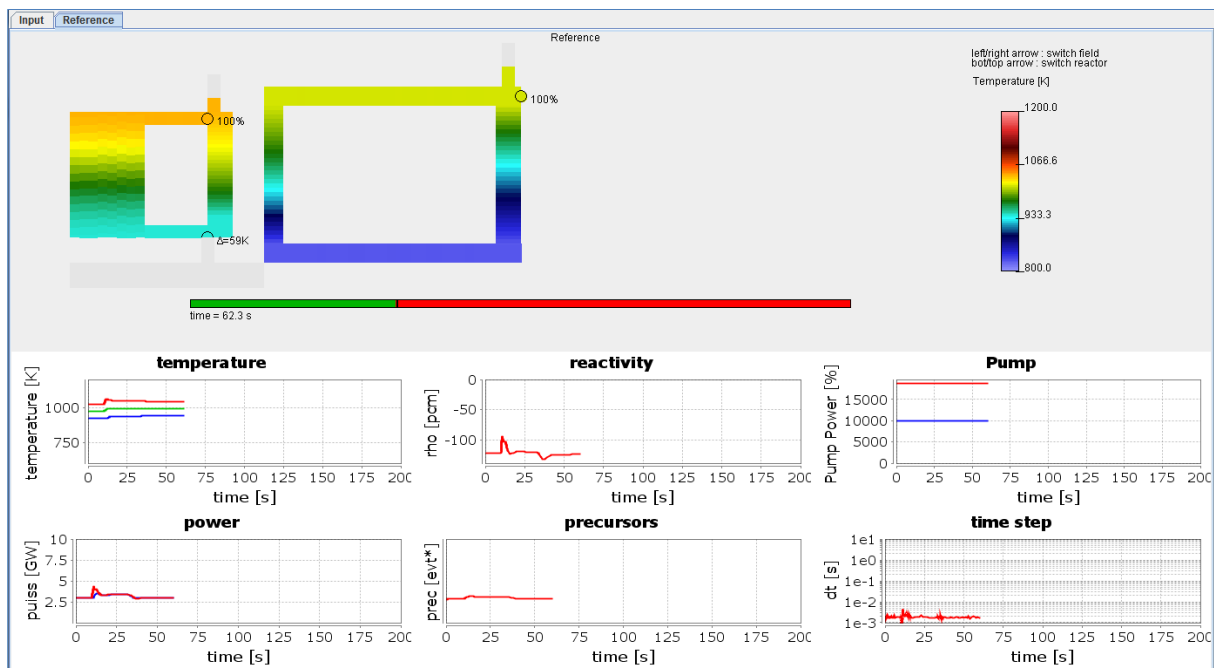 Input Reference
Reference
left/right arrow : switch field
bot/top arrow : switch reactor
Temperature [K]
1200.0
1066.6
933.3
800.0
100%
100%
Δ=59K
time = 62.3 s
temperature
temperature [K]
1000
750
0 25 50 75 100 125 150 175 200
time [s]
reactivity
rho [pcm]
0
-50
-100
0 25 50 75 100 125 150 175 200
time [s]
Pump
Pump Power [%]
15000
10000
5000
0
0 25 50 75 100 125 150 175 200
time [s]
power
puiss [GW]
10
7.5
5
2.5
0 25 50 75 100 125 150 175 200
time [s]
precursors
prec [evt*]
0 25 50 75 100 125 150 175 200
time [s]
time step
dt [s]
1e1
1e0
1e-1
1e-2
1e-3
0 25 50 75 100 125 150 175 200
time [s]